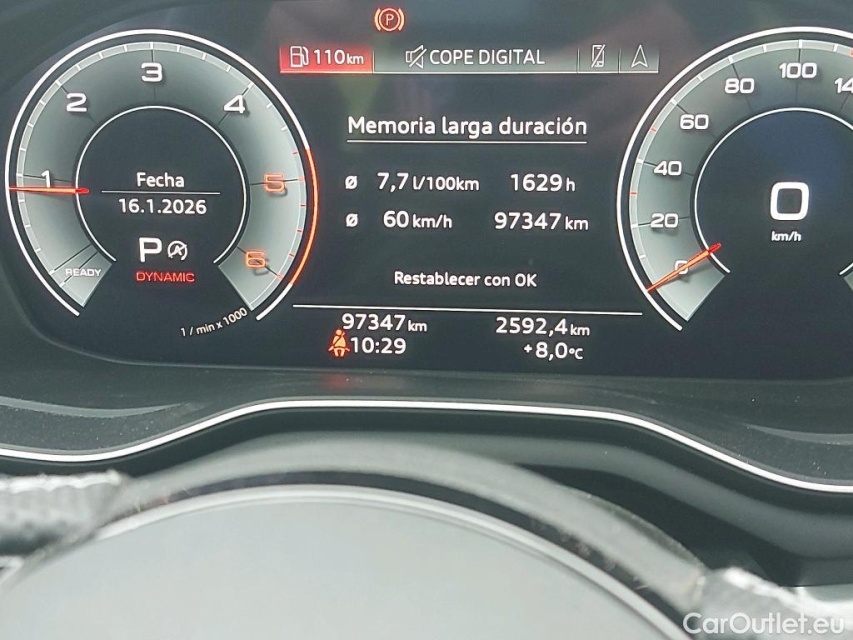 P
110 km COPE DIGITAL
1 2 3 4 5 6
READY
Fecha
16.1.2026
P
DYNAMIC
1 / min x 1000
Memoria larga duración
ø 7,7 l/100km 1629 h
ø 60 km/h 97347 km
Restablecer con OK
97347 km 2592,4 km
10:29 +8,0°C
0 20 40 60 80 100
0
km/h
CarOutlet.eu